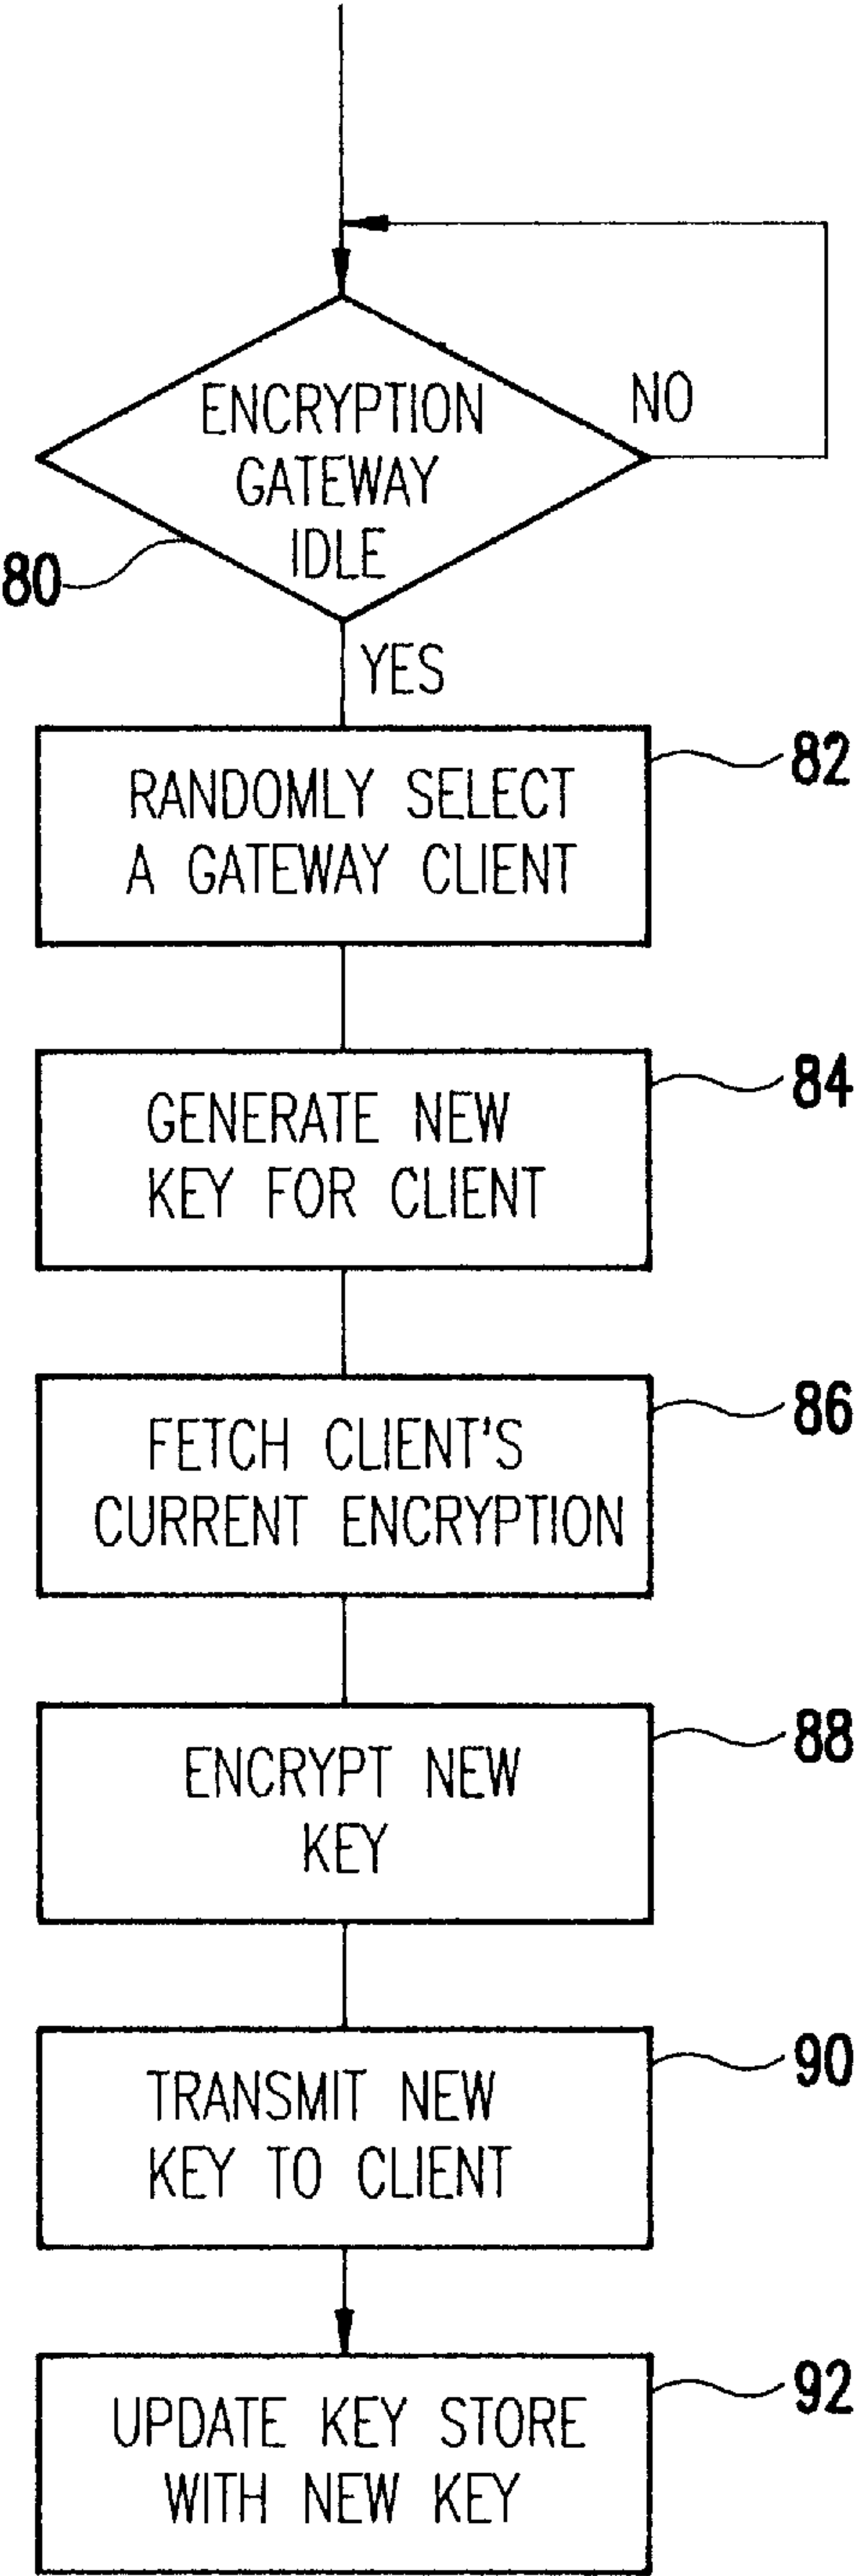 ENCRYPTION
GATEWAY
IDLE
NO
80
YES
RANDOMLY SELECT
A GATEWAY CLIENT
82
GENERATE NEW
KEY FOR CLIENT
84
FETCH CLIENT'S
CURRENT ENCRYPTION
86
ENCRYPT NEW
KEY
88
TRANSMIT NEW
KEY TO CLIENT
90
UPDATE KEY STORE
WITH NEW KEY
92